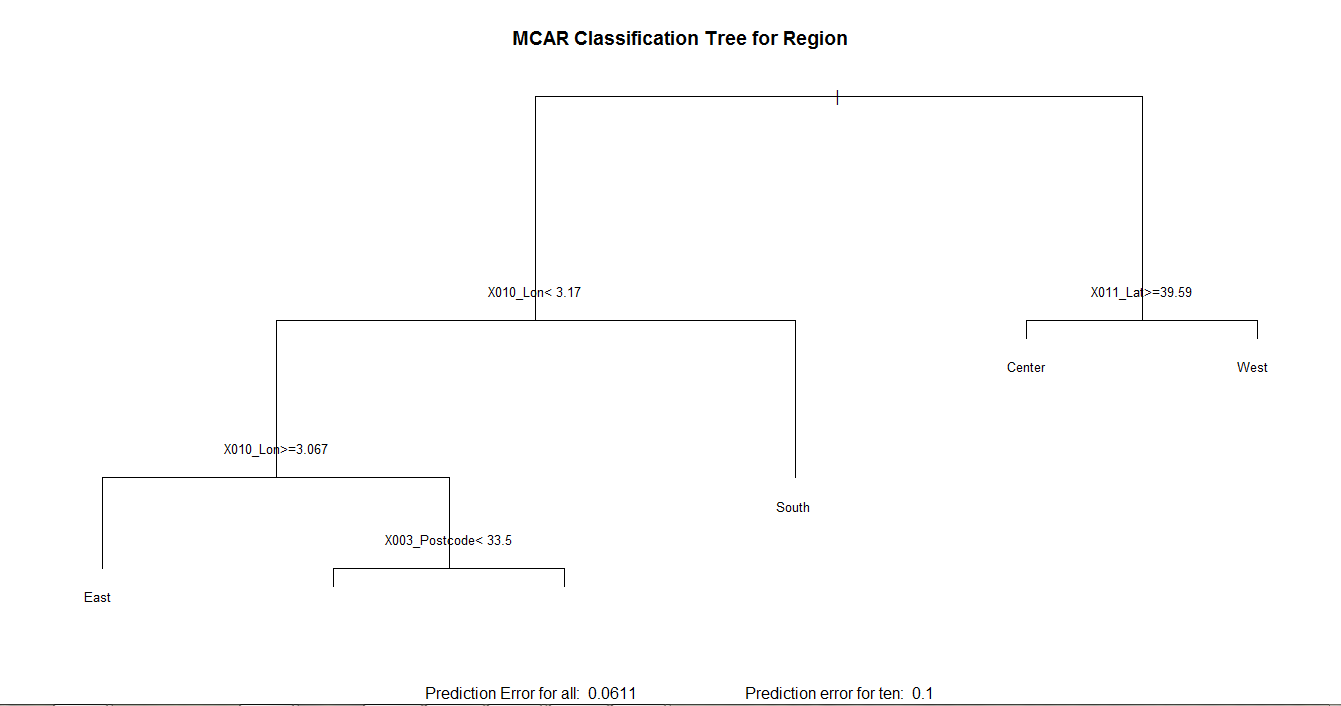 MCAR Classification Tree for Region
X010_Lon< 3.17
X011_Lat>=39.59
Center
West
X010_Lon>=3.067
South
X003_Postcode< 33.5
East
Prediction Error for all: 0.0611
Prediction error for ten: 0.1